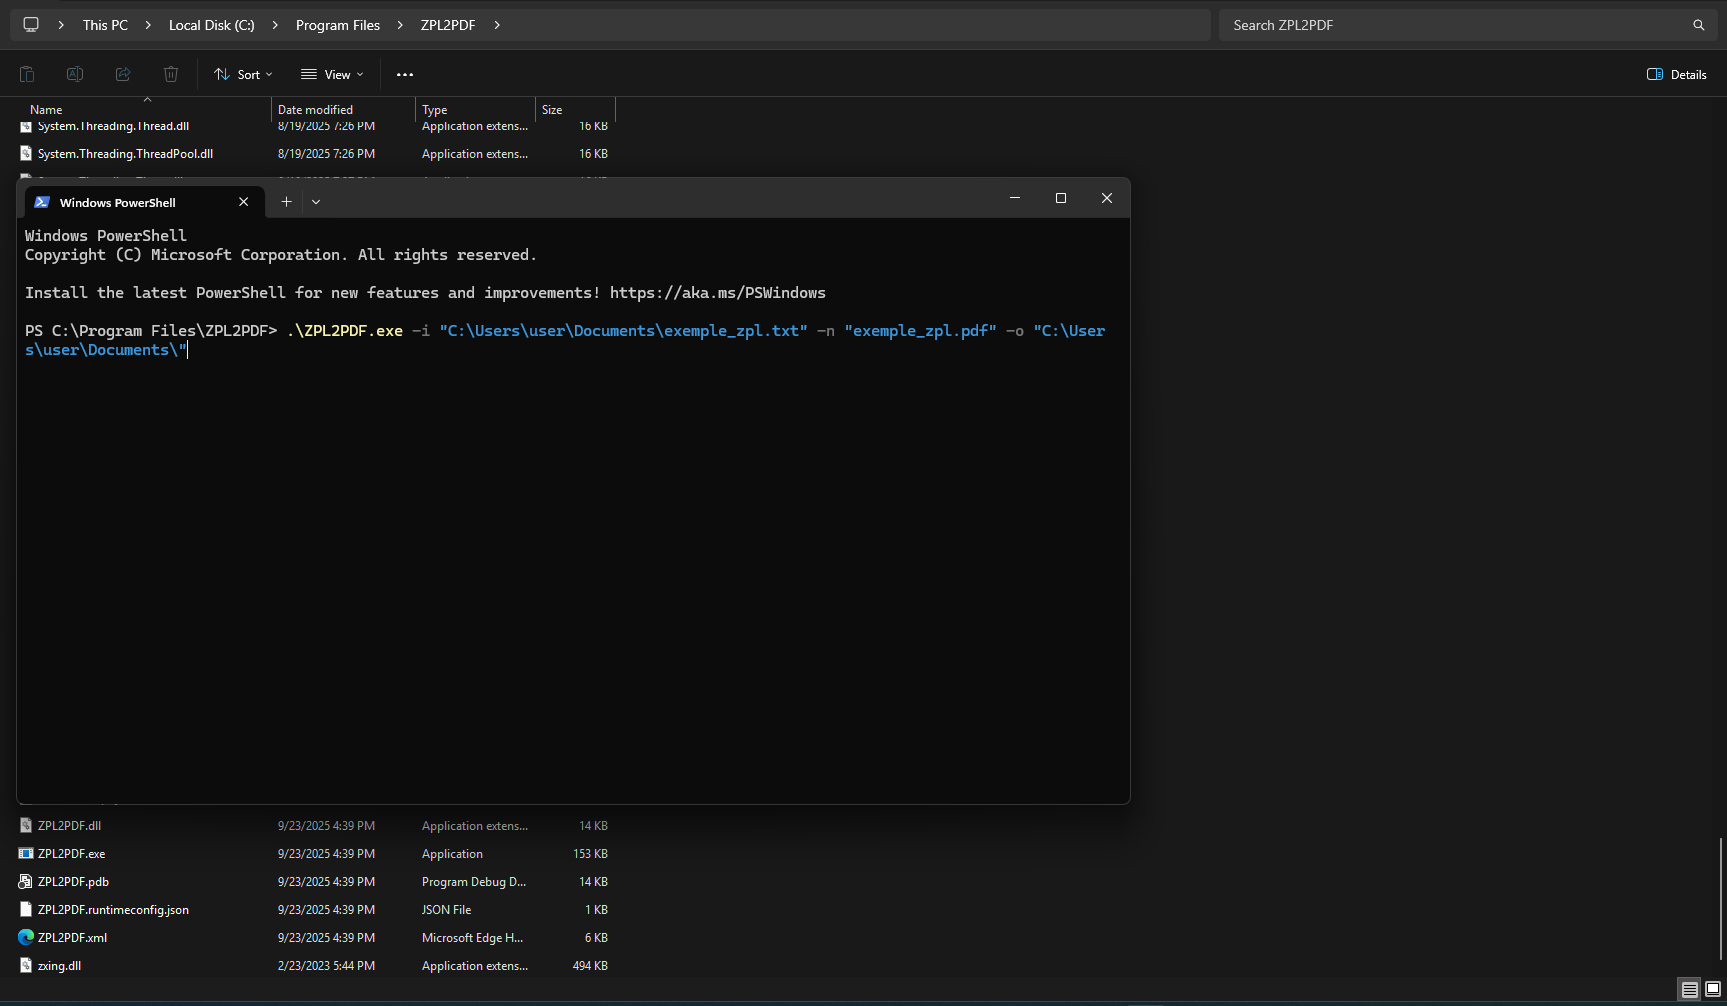 This PC > Local Disk (C:) > Program Files > ZPL2PDF >
Search ZPL2PDF
Sort View ••• Details
Name Date modified Type Size
System.Threading.Thread.dll 8/19/2025 7:26 PM Application extens... 16 KB
System.Threading.ThreadPool.dll 8/19/2025 7:26 PM Application extens... 16 KB
Windows PowerShell
Windows PowerShell
Copyright (C) Microsoft Corporation. All rights reserved.
Install the latest PowerShell for new features and improvements! https://aka.ms/PSWindows
PS C:\Program Files\ZPL2PDF> .\ZPL2PDF.exe -i "C:\Users\user\Documents\exemple_zpl.txt" -n "exemple_zpl.pdf" -o "C:\User
s\user\Documents\"
ZPL2PDF.dll 9/23/2025 4:39 PM Application extens... 14 KB
ZPL2PDF.exe 9/23/2025 4:39 PM Application 153 KB
ZPL2PDF.pdb 9/23/2025 4:39 PM Program Debug D... 14 KB
ZPL2PDF.runtimeconfig.json 9/23/2025 4:39 PM JSON File 1 KB
ZPL2PDF.xml 9/23/2025 4:39 PM Microsoft Edge H... 6 KB
zxing.dll 2/23/2023 5:44 PM Application extens... 494 KB